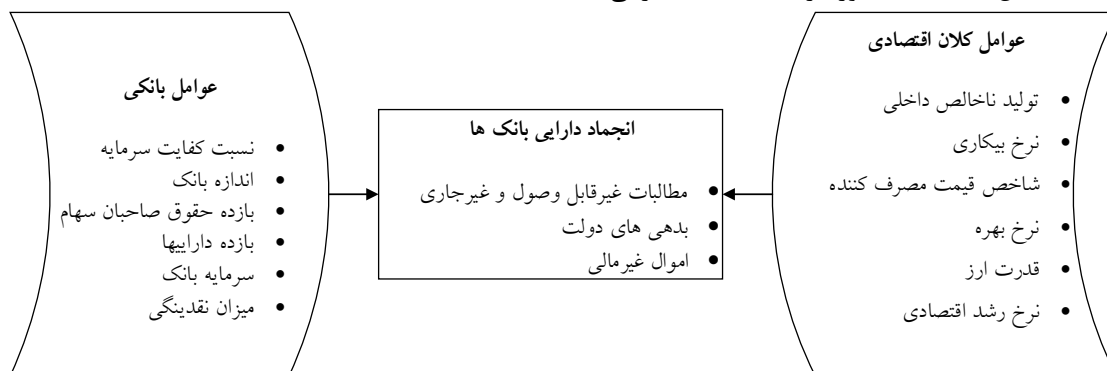 عوامل کلان اقتصادی
• تولید ناخالص داخلی
• نرخ بیکاری
• شاخص قیمت مصرف کننده
• نرخ بهره
• قدرت ارز
• نرخ رشد اقتصادی
انجماد دارایی بانک ها
• مطالبات غیرقابل وصول و غیرجاری
• بدهی های دولت
• اموال غیرمالی
عوامل بانکی
• نسبت کفایت سرمایه
• اندازه بانک
• بازده حقوق صاحبان سهام
• بازده داراییها
• سرمایه بانک
• میزان نقدینگی